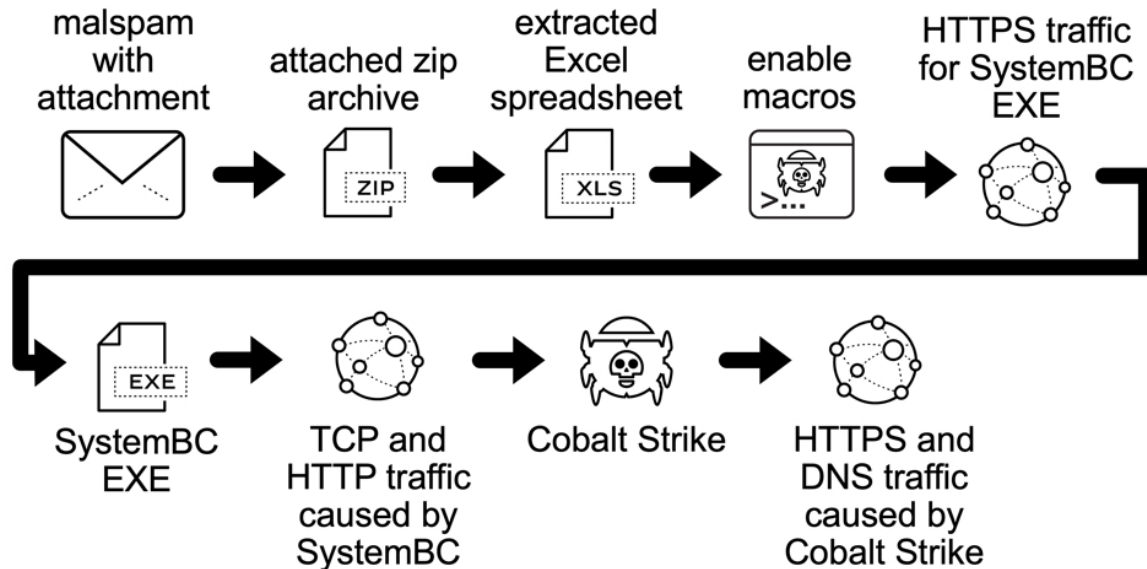 malspam
with
attachment
attached zip
archive
ZIP
extracted
Excel
spreadsheet
XLS
enable
macros
>...
HTTPS traffic
for SystemBC
EXE
EXE
SystemBC
EXE
TCP and
HTTP traffic
caused by
SystemBC
Cobalt Strike
HTTPS and
DNS traffic
caused by
Cobalt Strike